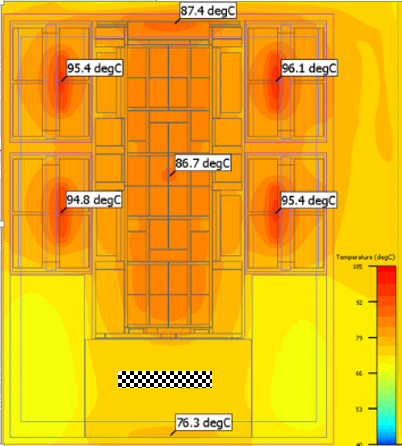 87.4 degC
95.4 degC
96.1 degC
86.7 degC
94.8 degC
95.4 degC
Temperature (degC)
105
92
79
66
53
40
76.3 degC